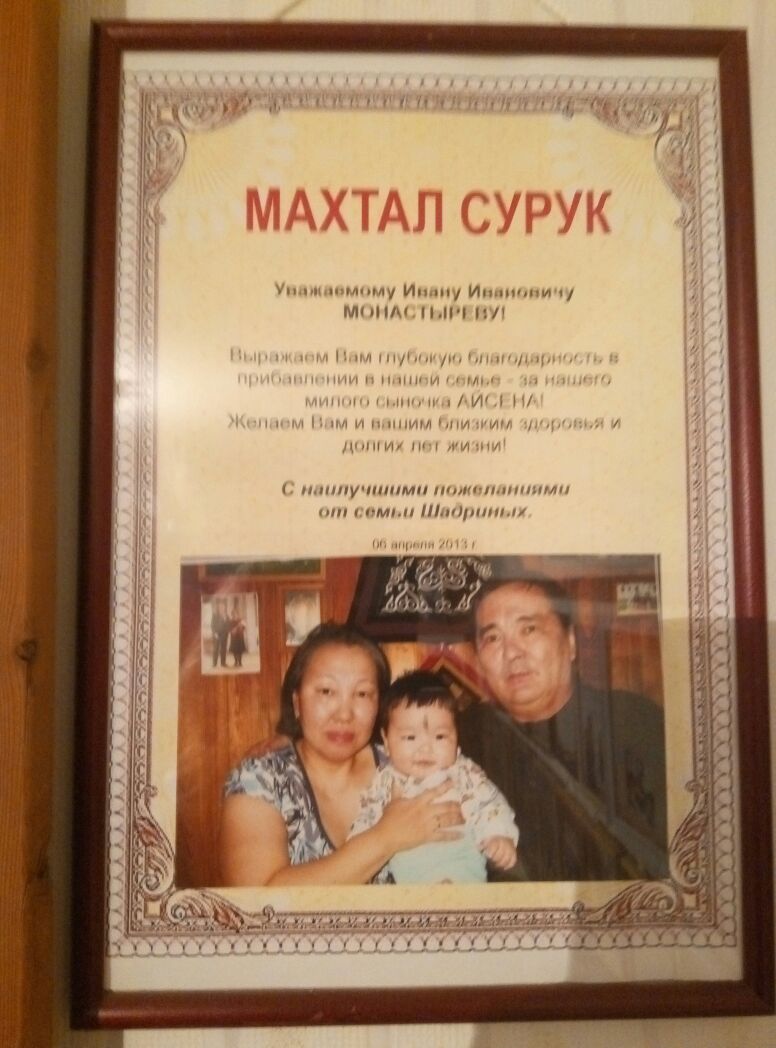 МАХТАЛ СУРУК
Уважаемому Ивану Ивановичу
МОНАСТЫРЕВУ!
Выражаем Вам глубокую благодарность в
прибавлении в нашей семье - за нашего
милого сыночка АЙСЕНА!
Желаем Вам и вашим близким здоровья и
долгих лет жизни!
С наилучшими пожеланиями
от семьи Шадриных.
06 апреля 2013 г.